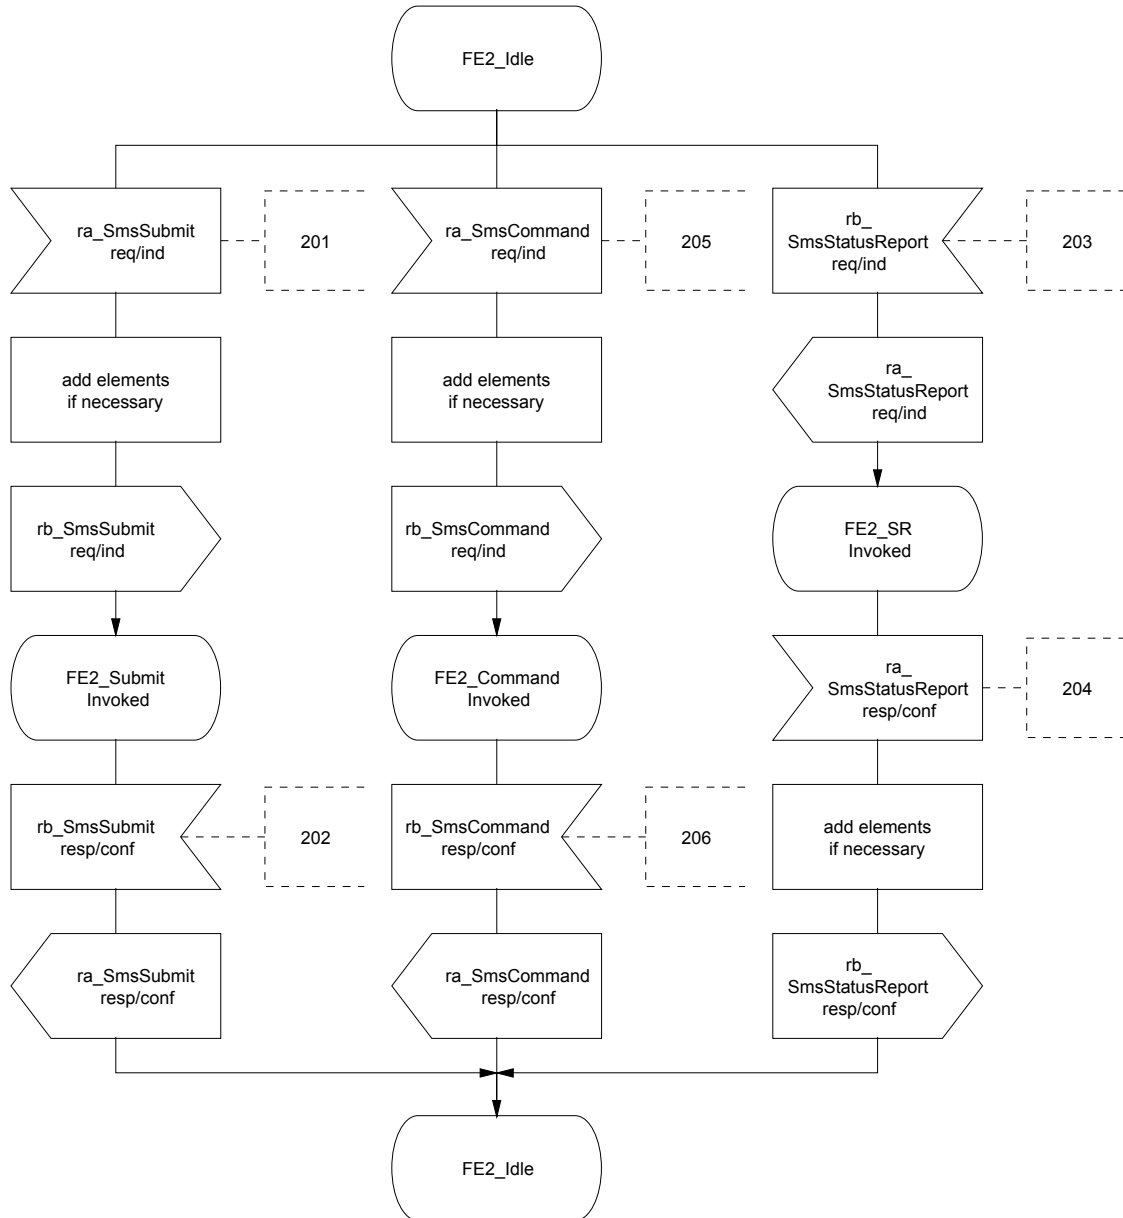 FE2_Idle
ra_SmsSubmit
req/ind
201
ra_SmsCommand
req/ind
205
rb_
SmsStatusReport
req/ind
203
add elements
if necessary
add elements
if necessary
ra_
SmsStatusReport
req/ind
rb_SmsSubmit
req/ind
rb_SmsCommand
req/ind
FE2_SR
Invoked
FE2_Submit
Invoked
FE2_Command
Invoked
ra_
SmsStatusReport
resp/conf
204
rb_SmsSubmit
resp/conf
202
rb_SmsCommand
resp/conf
206
add elements
if necessary
ra_SmsSubmit
resp/conf
ra_SmsCommand
resp/conf
rb_
SmsStatusReport
resp/conf
FE2_Idle